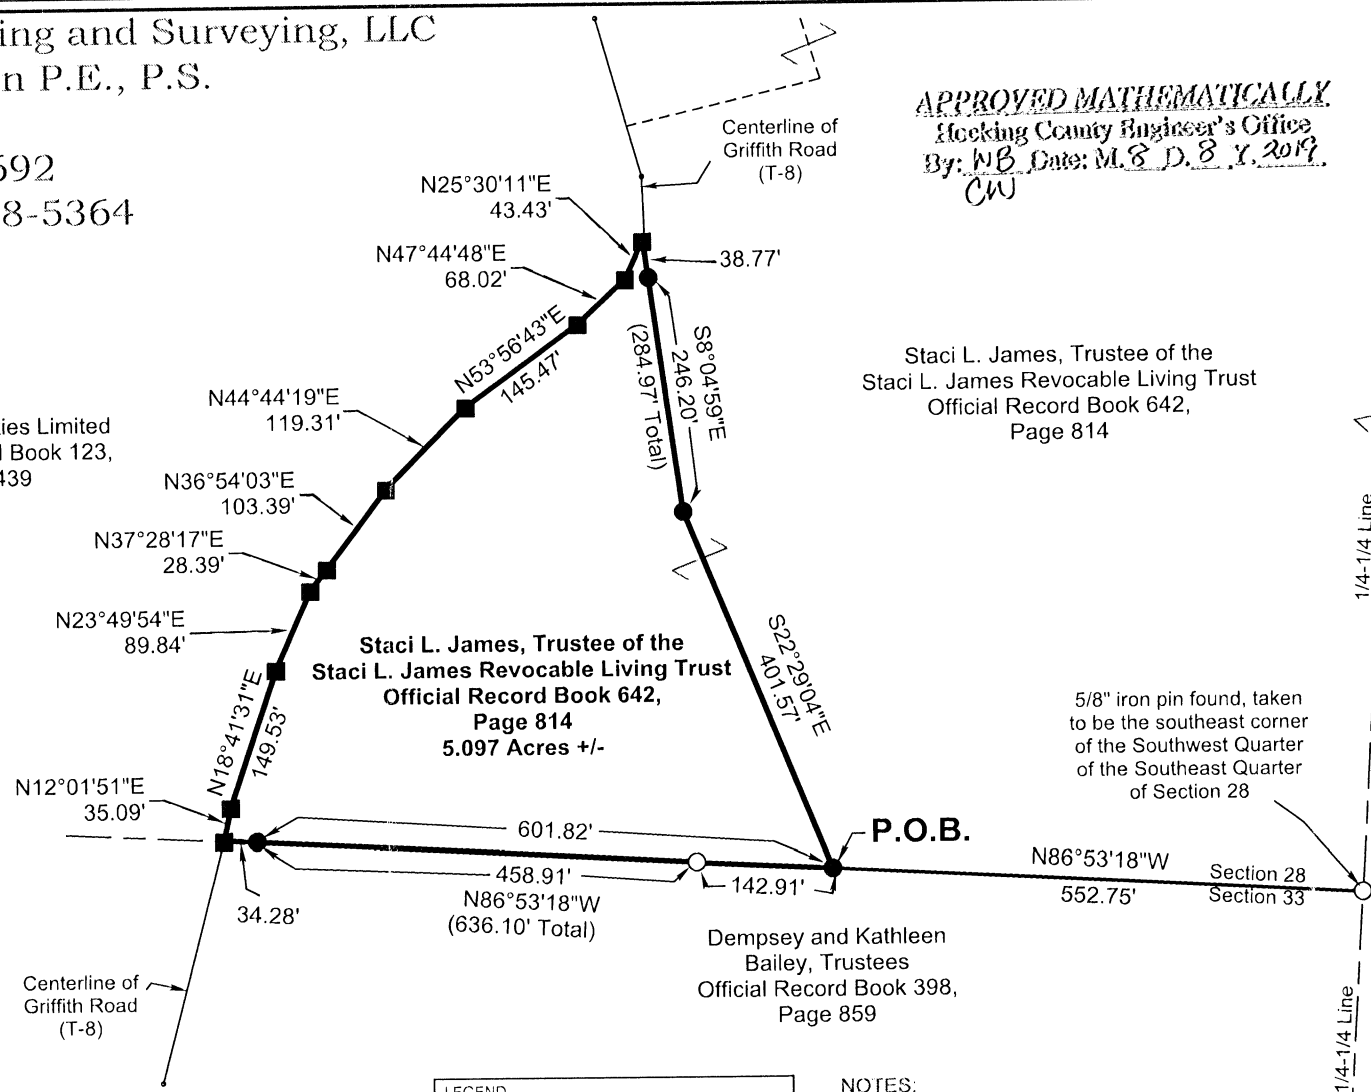 ing and Surveying, LLC
n P.E., P.S.
592
8-5364
APPROVED MATHEMATICALLY
Hocking County Engineer's Office
By: WB Date: M. 8 D. 8 Y. 2019
CW
Centerline of
Griffith Road
(T-8)
N25°30'11"E
43.43'
N47°44'48"E
68.02'
38.77'
N53°56'43"E
145.47'
S8°04'59"E
246.20'
(284.97' Total)
Staci L. James, Trustee of the
Staci L. James Revocable Living Trust
Official Record Book 642,
Page 814
N44°44'19"E
119.31'
ties Limited
l Book 123,
439
N36°54'03"E
103.39'
N37°28'17"E
28.39'
N23°49'54"E
89.84'
1/4-1/4 Line
Staci L. James, Trustee of the
Staci L. James Revocable Living Trust
Official Record Book 642,
Page 814
5.097 Acres +/-
S22°29'04"E
401.57'
N18°41'31"E
149.53'
5/8" iron pin found, taken
to be the southeast corner
of the Southwest Quarter
of the Southeast Quarter
of Section 28
N12°01'51"E
35.09'
601.82'
P.O.B.
458.91'
142.91'
N86°53'18"W
(636.10' Total)
34.28'
N86°53'18"W
552.75'
Section 28
Section 33
Dempsey and Kathleen
Bailey, Trustees
Official Record Book 398,
Page 859
Centerline of
Griffith Road
(T-8)
1/4-1/4 Line
LEGEND
NOTES: